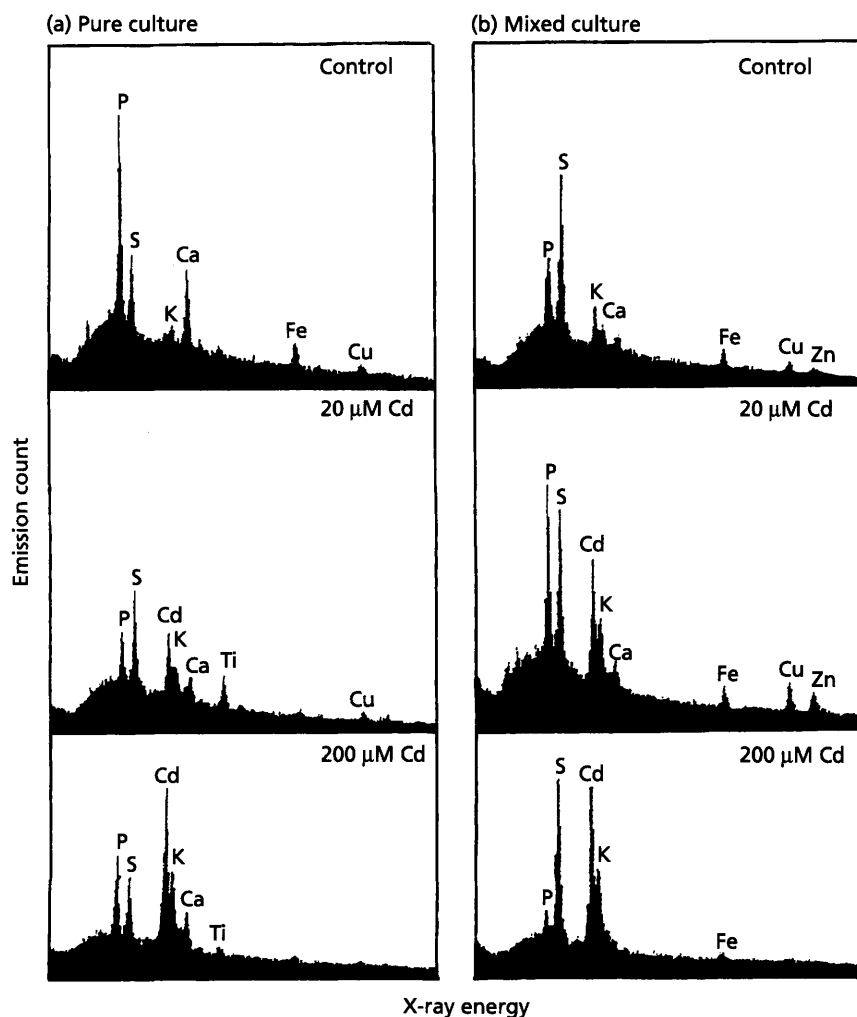 (a) Pure culture
Control
P
S
K
Ca
Fe
Cu
20 μM Cd
P
S
Cd
K
Ca
Ti
Cu
200 μM Cd
P
S
Cd
K
Ca
Ti
(b) Mixed culture
Control
P
S
K
Ca
Fe
Cu
Zn
20 μM Cd
P
S
Cd
K
Ca
Fe
Cu
Zn
200 μM Cd
P
S
Cd
K
Fe
Emission count
X-ray energy